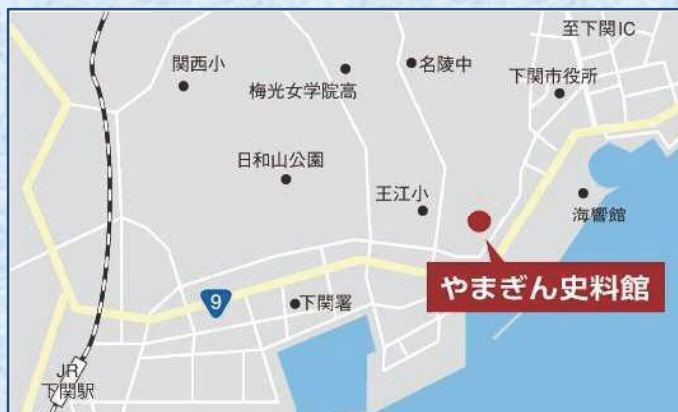 至下関IC
関西小
名陵中
下関市役所
梅光女学院高
日和山公園
王江小
海響館
やまぎん史料館
9
下関署
JR
下関駅